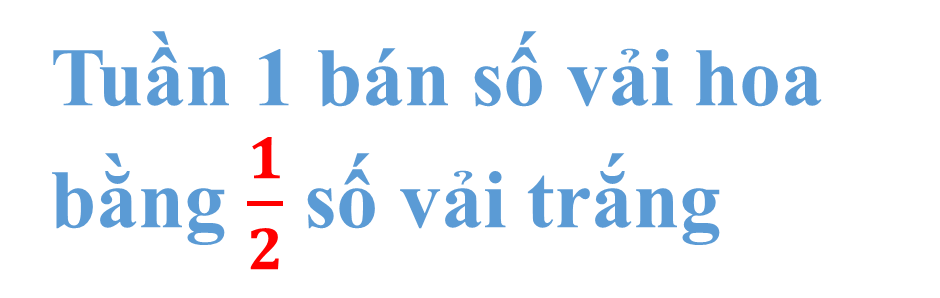 Tuần 1 bán số vải hoa
bằng 1/2 số vải trắng